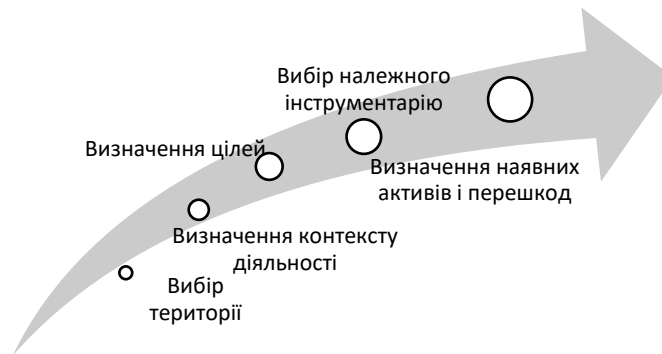 Вибір належного
інструментарію
Визначення цілей
Визначення наявних
активів і перешкод
Визначення контексту
діяльності
Вибір
території